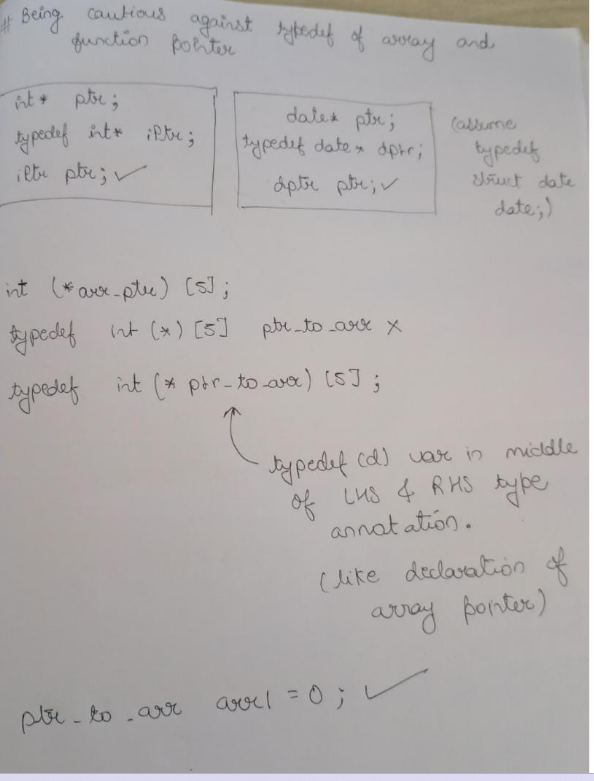 # Being cautious against typedef of array and
function pointer
int* ptr;
typedef int* iPtr;
iPtr ptr; ✓
date* ptr;
typedef date* dptr;
dptr ptr; ✓
(assume
typedef
struct date
date;)
int (*arr_ptr) [5];
typedef int (*) [5] ptr_to_arr ×
typedef int (* ptr_to_arr) [5];
typedef(d) var in middle
of LHS & RHS type
annotation.
(like declaration of
array pointer)
ptr_to_arr arr1 = 0; ✓